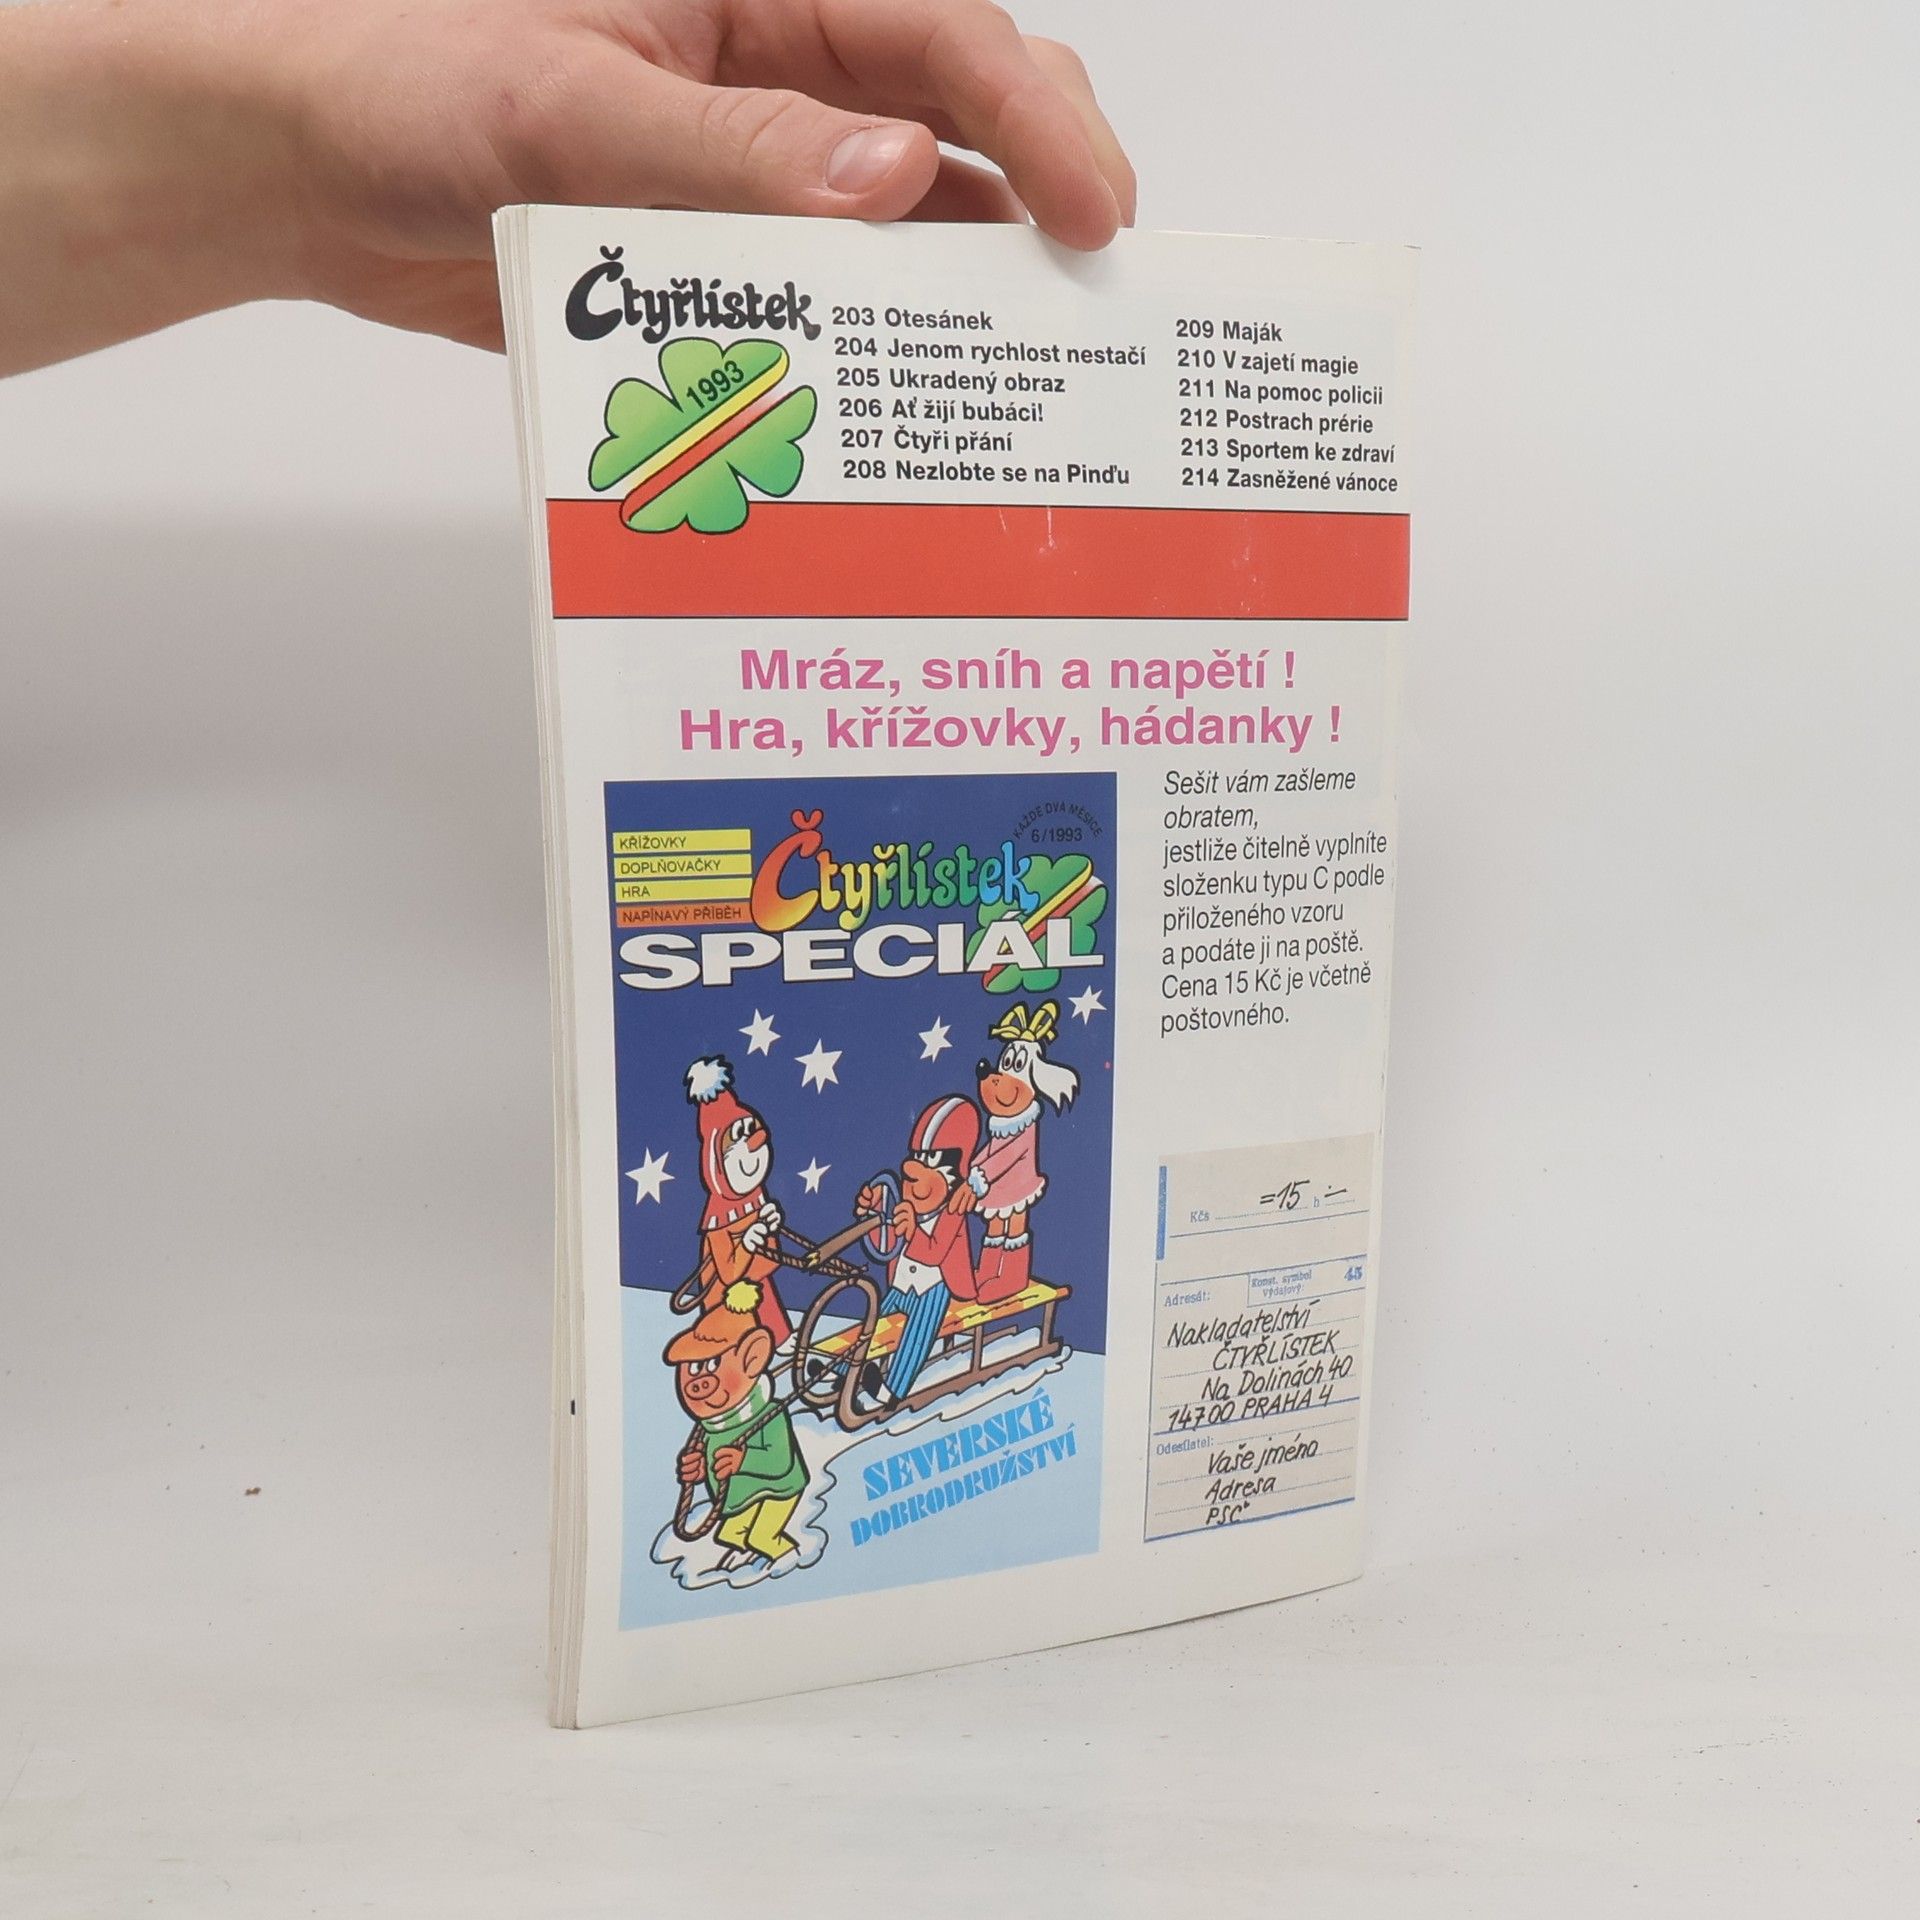 Čtyřlístek
1993
203 Otesánek
204 Jenom rychlost nestačí
205 Ukradený obraz
206 Ať žijí bubáci!
207 Čtyři přání
208 Nezlobte se na Pinďu
209 Maják
210 V zajetí magie
211 Na pomoc policii
212 Postrach prérie
213 Sportem ke zdraví
214 Zasněžené vánoce
Mráz, sníh a napětí !
Hra, křížovky, hádanky !
KAŽDÉ DVA MĚSÍCE
6/1993
KŘÍŽOVKY
DOPLŇOVAČKY
HRA
NAPÍNAVÝ PŘÍBĚH
Čtyřlístek
SPECIÁL
SEVERSKÉ
DOBRODRUŽSTVÍ
Sešit vám zašleme
obratem,
jestliže čitelně vyplníte
složenku typu C podle
přiloženého vzoru
a podáte ji na poště.
Cena 15 Kč je včetně
poštovného.
Kčs =15 h –
Adresát:
Konst. symbol
výdajový:
45
Nakladatelství
ČTYŘLÍSTEK
Na Dolinách 40
14700 PRAHA 4
Odesílatel:
Vaše jméno
Adresa
PSČ